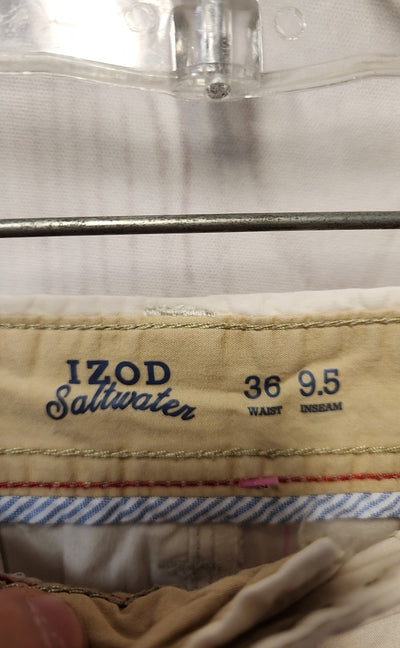 IZOD
Saltwater
36 9.5
WAIST INSEAM